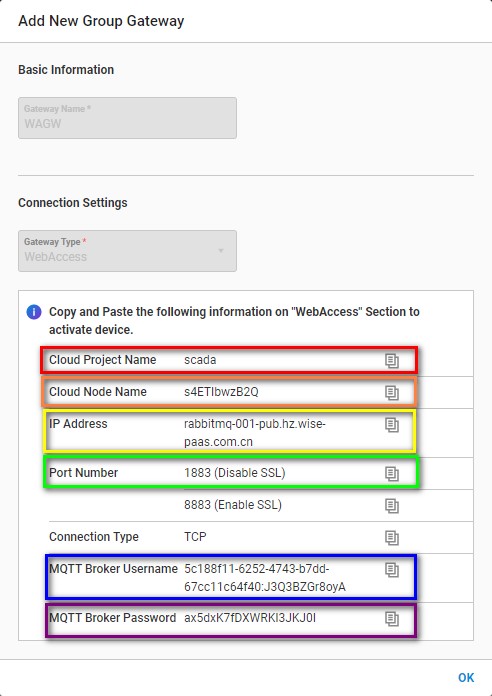 Add New Group Gateway
Basic Information
Gateway Name *
WAGW
Connection Settings
Gateway Type *
WebAccess
Copy and Paste the following information on "WebAccess" Section to
activate device.
Cloud Project Name scada
Cloud Node Name s4ETlbwzB2Q
IP Address rabbitmq-001-pub.hz.wise-
paas.com.cn
Port Number 1883 (Disable SSL)
8883 (Enable SSL)
Connection Type TCP
MQTT Broker Username 5c188f11-6252-4743-b7dd-
67cc11c64f40:J3Q3BZGr8oyA
MQTT Broker Password ax5dxK7fDXWRKI3JKJ0I
OK